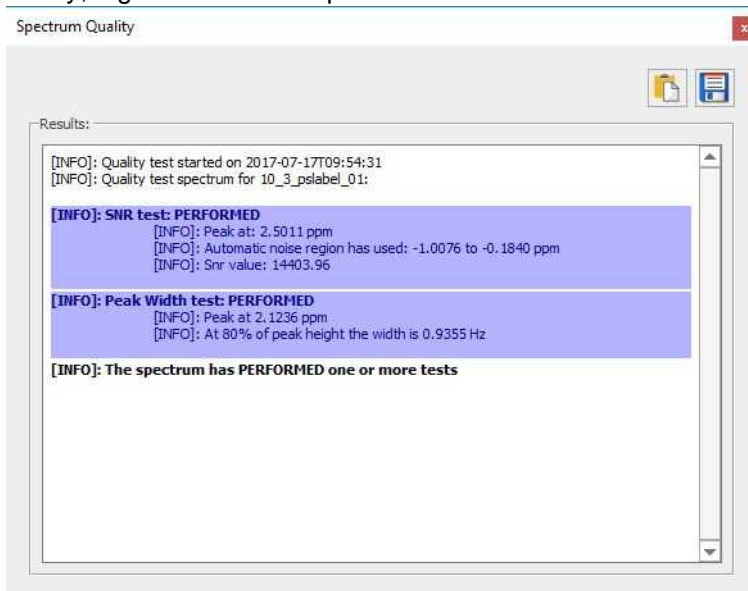 Spectrum Quality
x
Results:
[INFO]: Quality test started on 2017-07-17T09:54:31
[INFO]: Quality test spectrum for 10_3_pslabel_01:
[INFO]: SNR test: PERFORMED
[INFO]: Peak at: 2.5011 ppm
[INFO]: Automatic noise region has used: -1.0076 to -0.1840 ppm
[INFO]: Snr value: 14403.96
[INFO]: Peak Width test: PERFORMED
[INFO]: Peak at 2.1236 ppm
[INFO]: At 80% of peak height the width is 0.9355 Hz
[INFO]: The spectrum has PERFORMED one or more tests